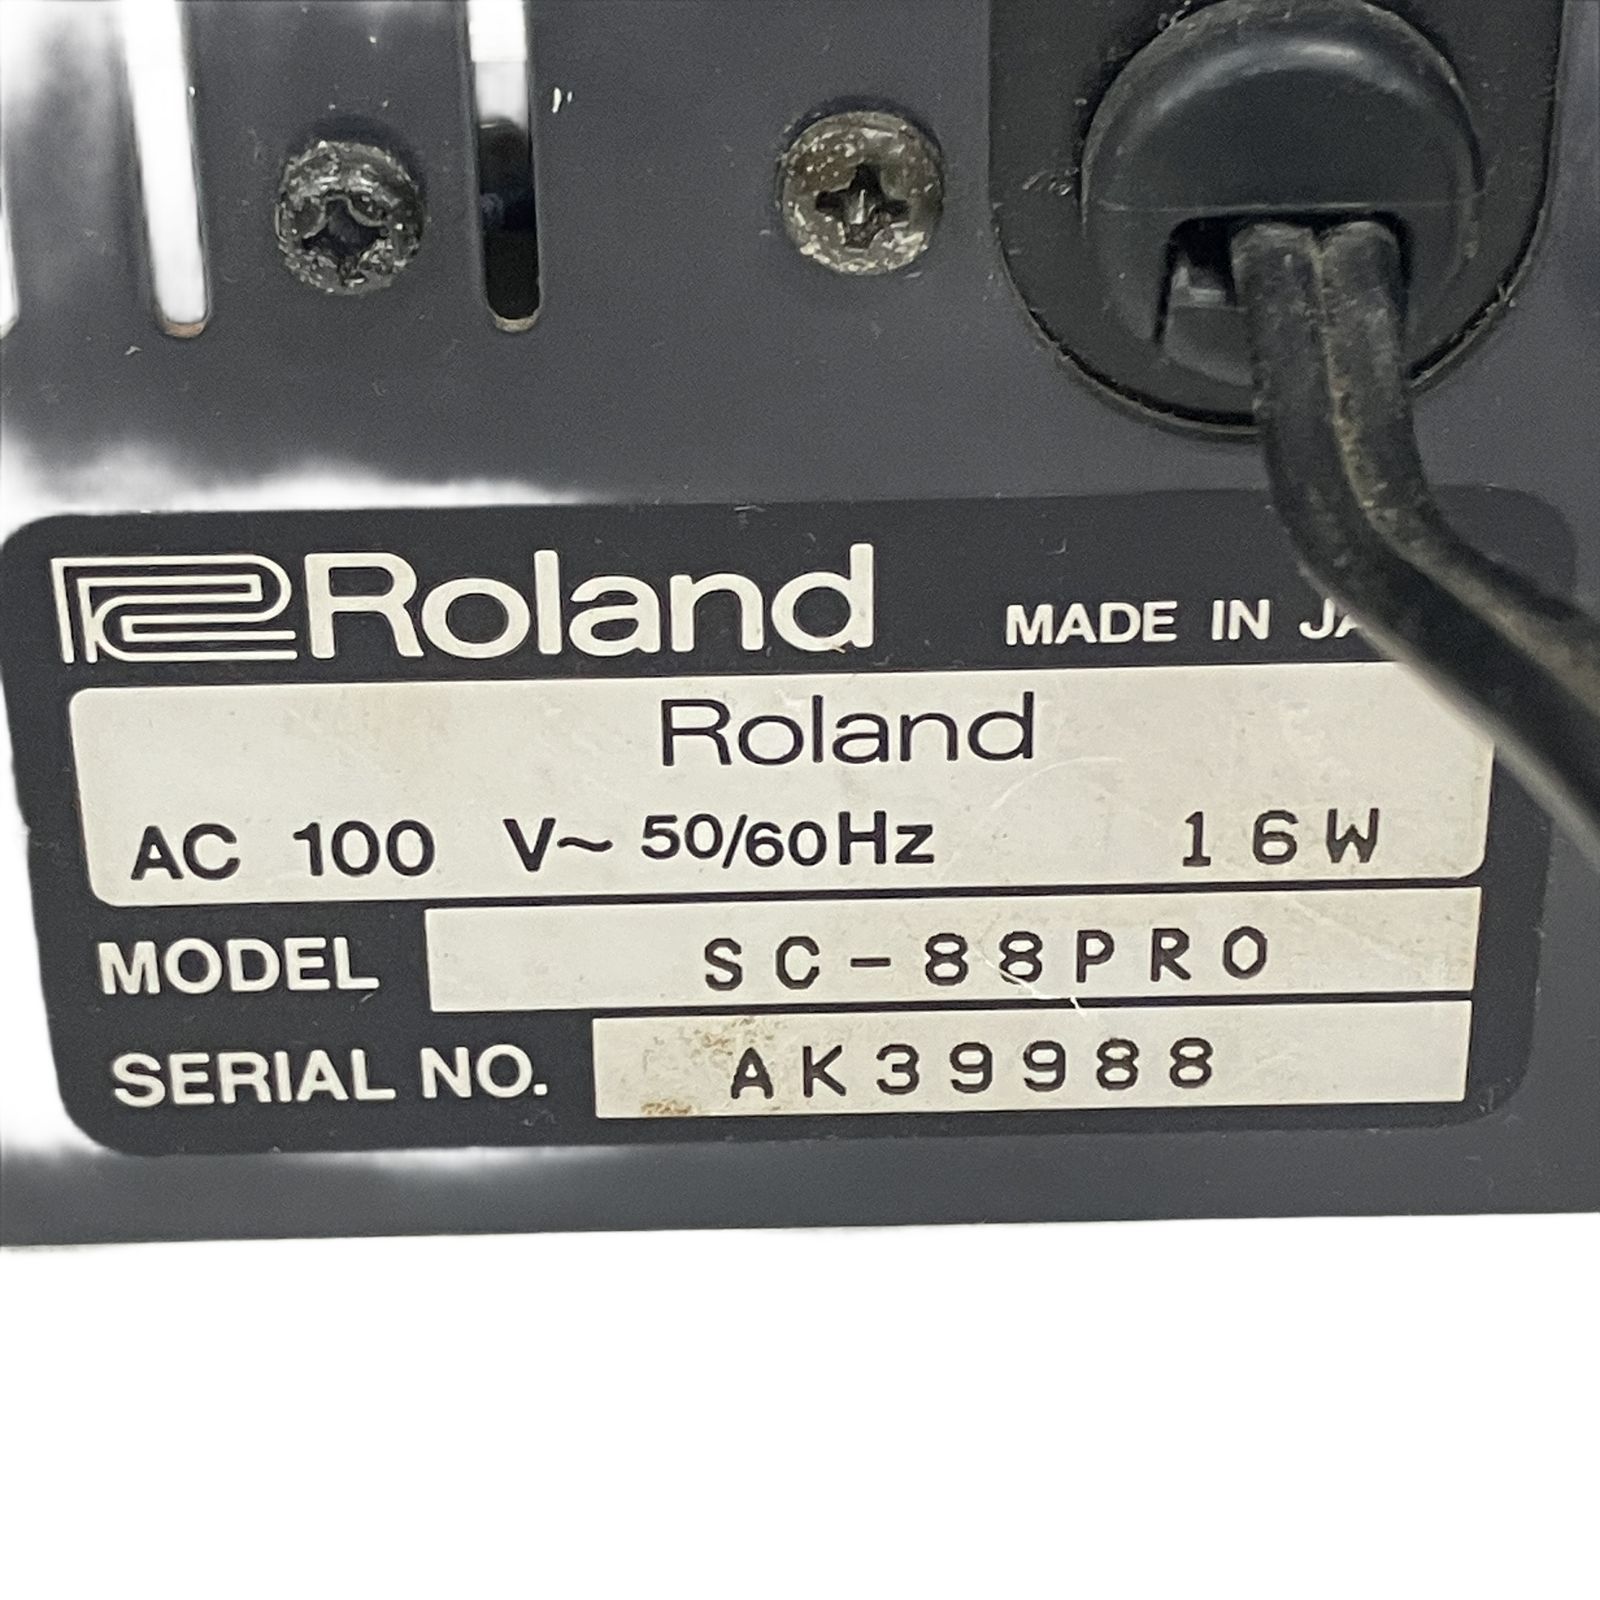 Roland MADE IN JA
Roland
AC 100 V~ 50/60Hz 16W
MODEL SC-88PRO
SERIAL NO. AK39988